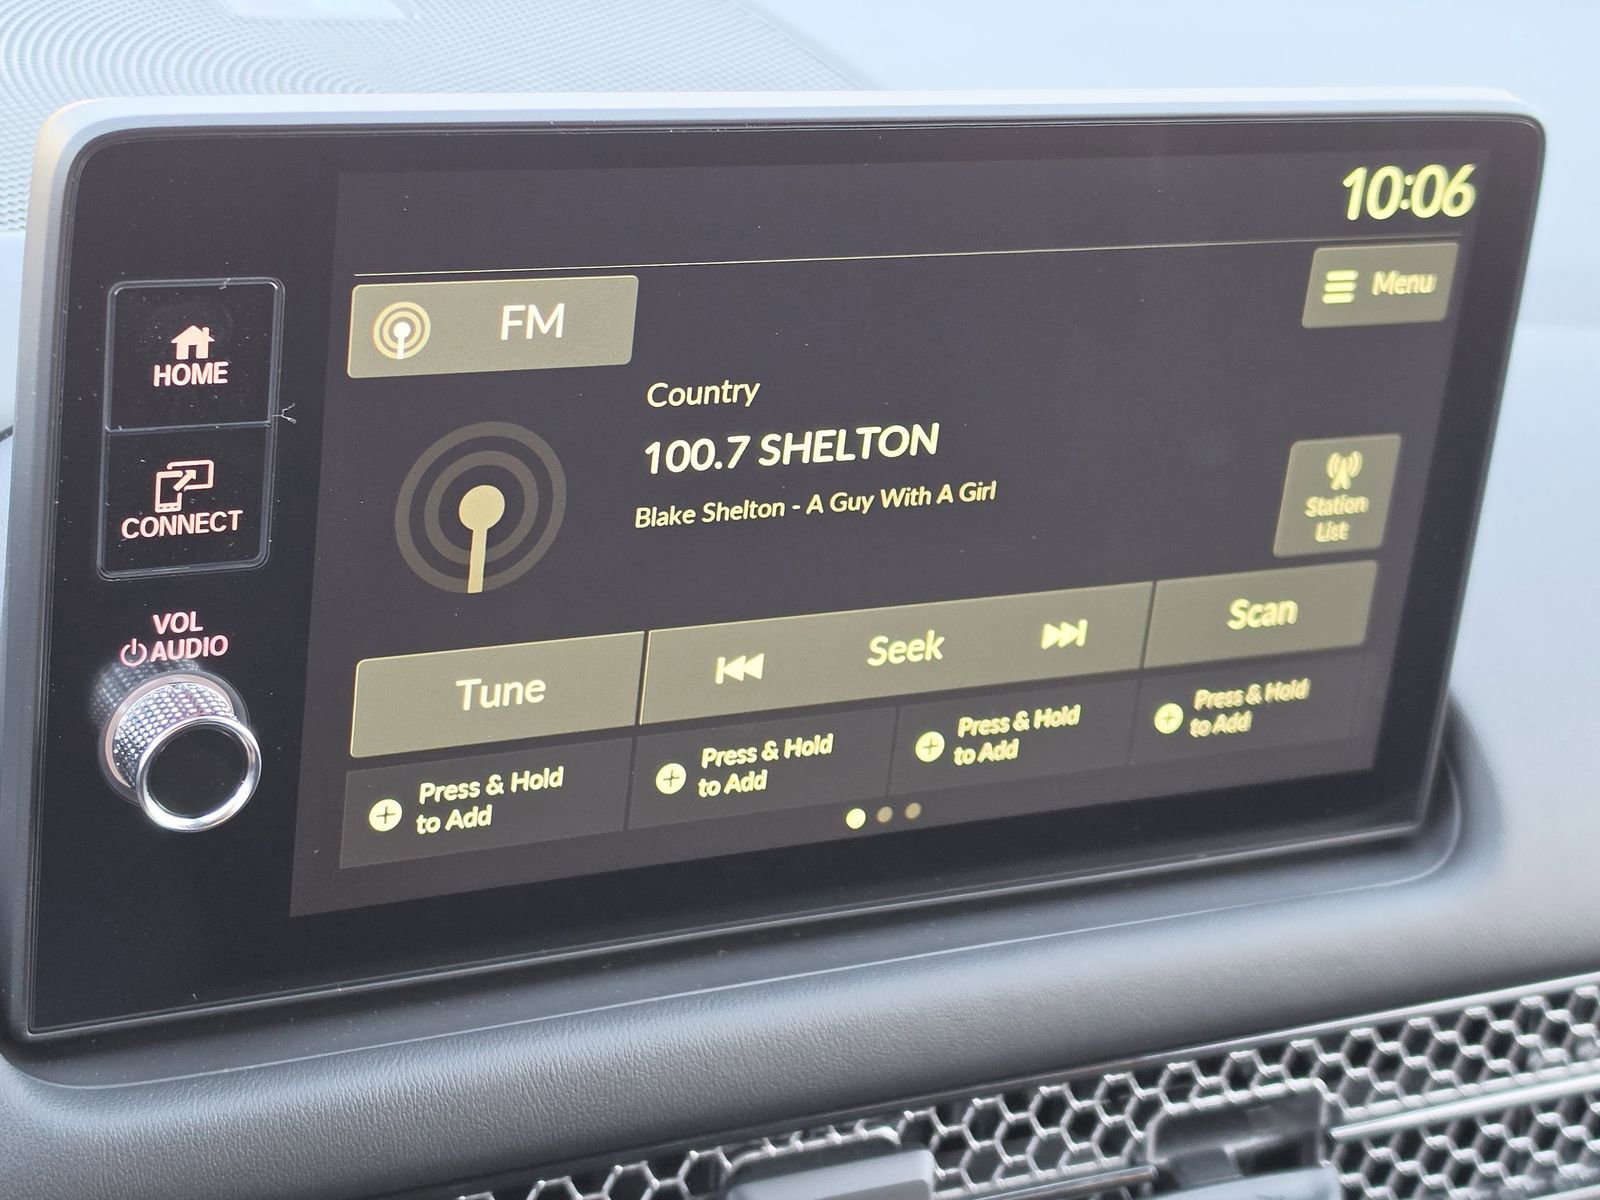 10:06
Menu
FM
HOME
Country
100.7 SHELTON
Blake Shelton - A Guy With A Girl
Station
List
CONNECT
VOL
AUDIO
Tune
Seek
Scan
Press & Hold
to Add
Press & Hold
to Add
Press & Hold
to Add
Press & Hold
to Add